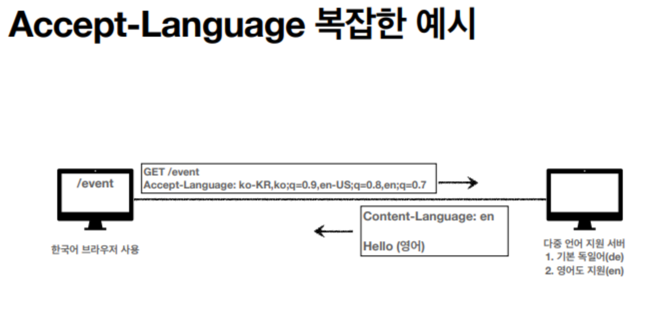 Accept-Language 복잡한 예시
/event
GET /event
Accept-Language: ko-KR,ko;q=0.9,en-US;q=0.8,en;q=0.7
Content-Language: en
Hello (영어)
한국어 브라우저 사용
다중 언어 지원 서버
1. 기본 독일어(de)
2. 영어도 지원(en)